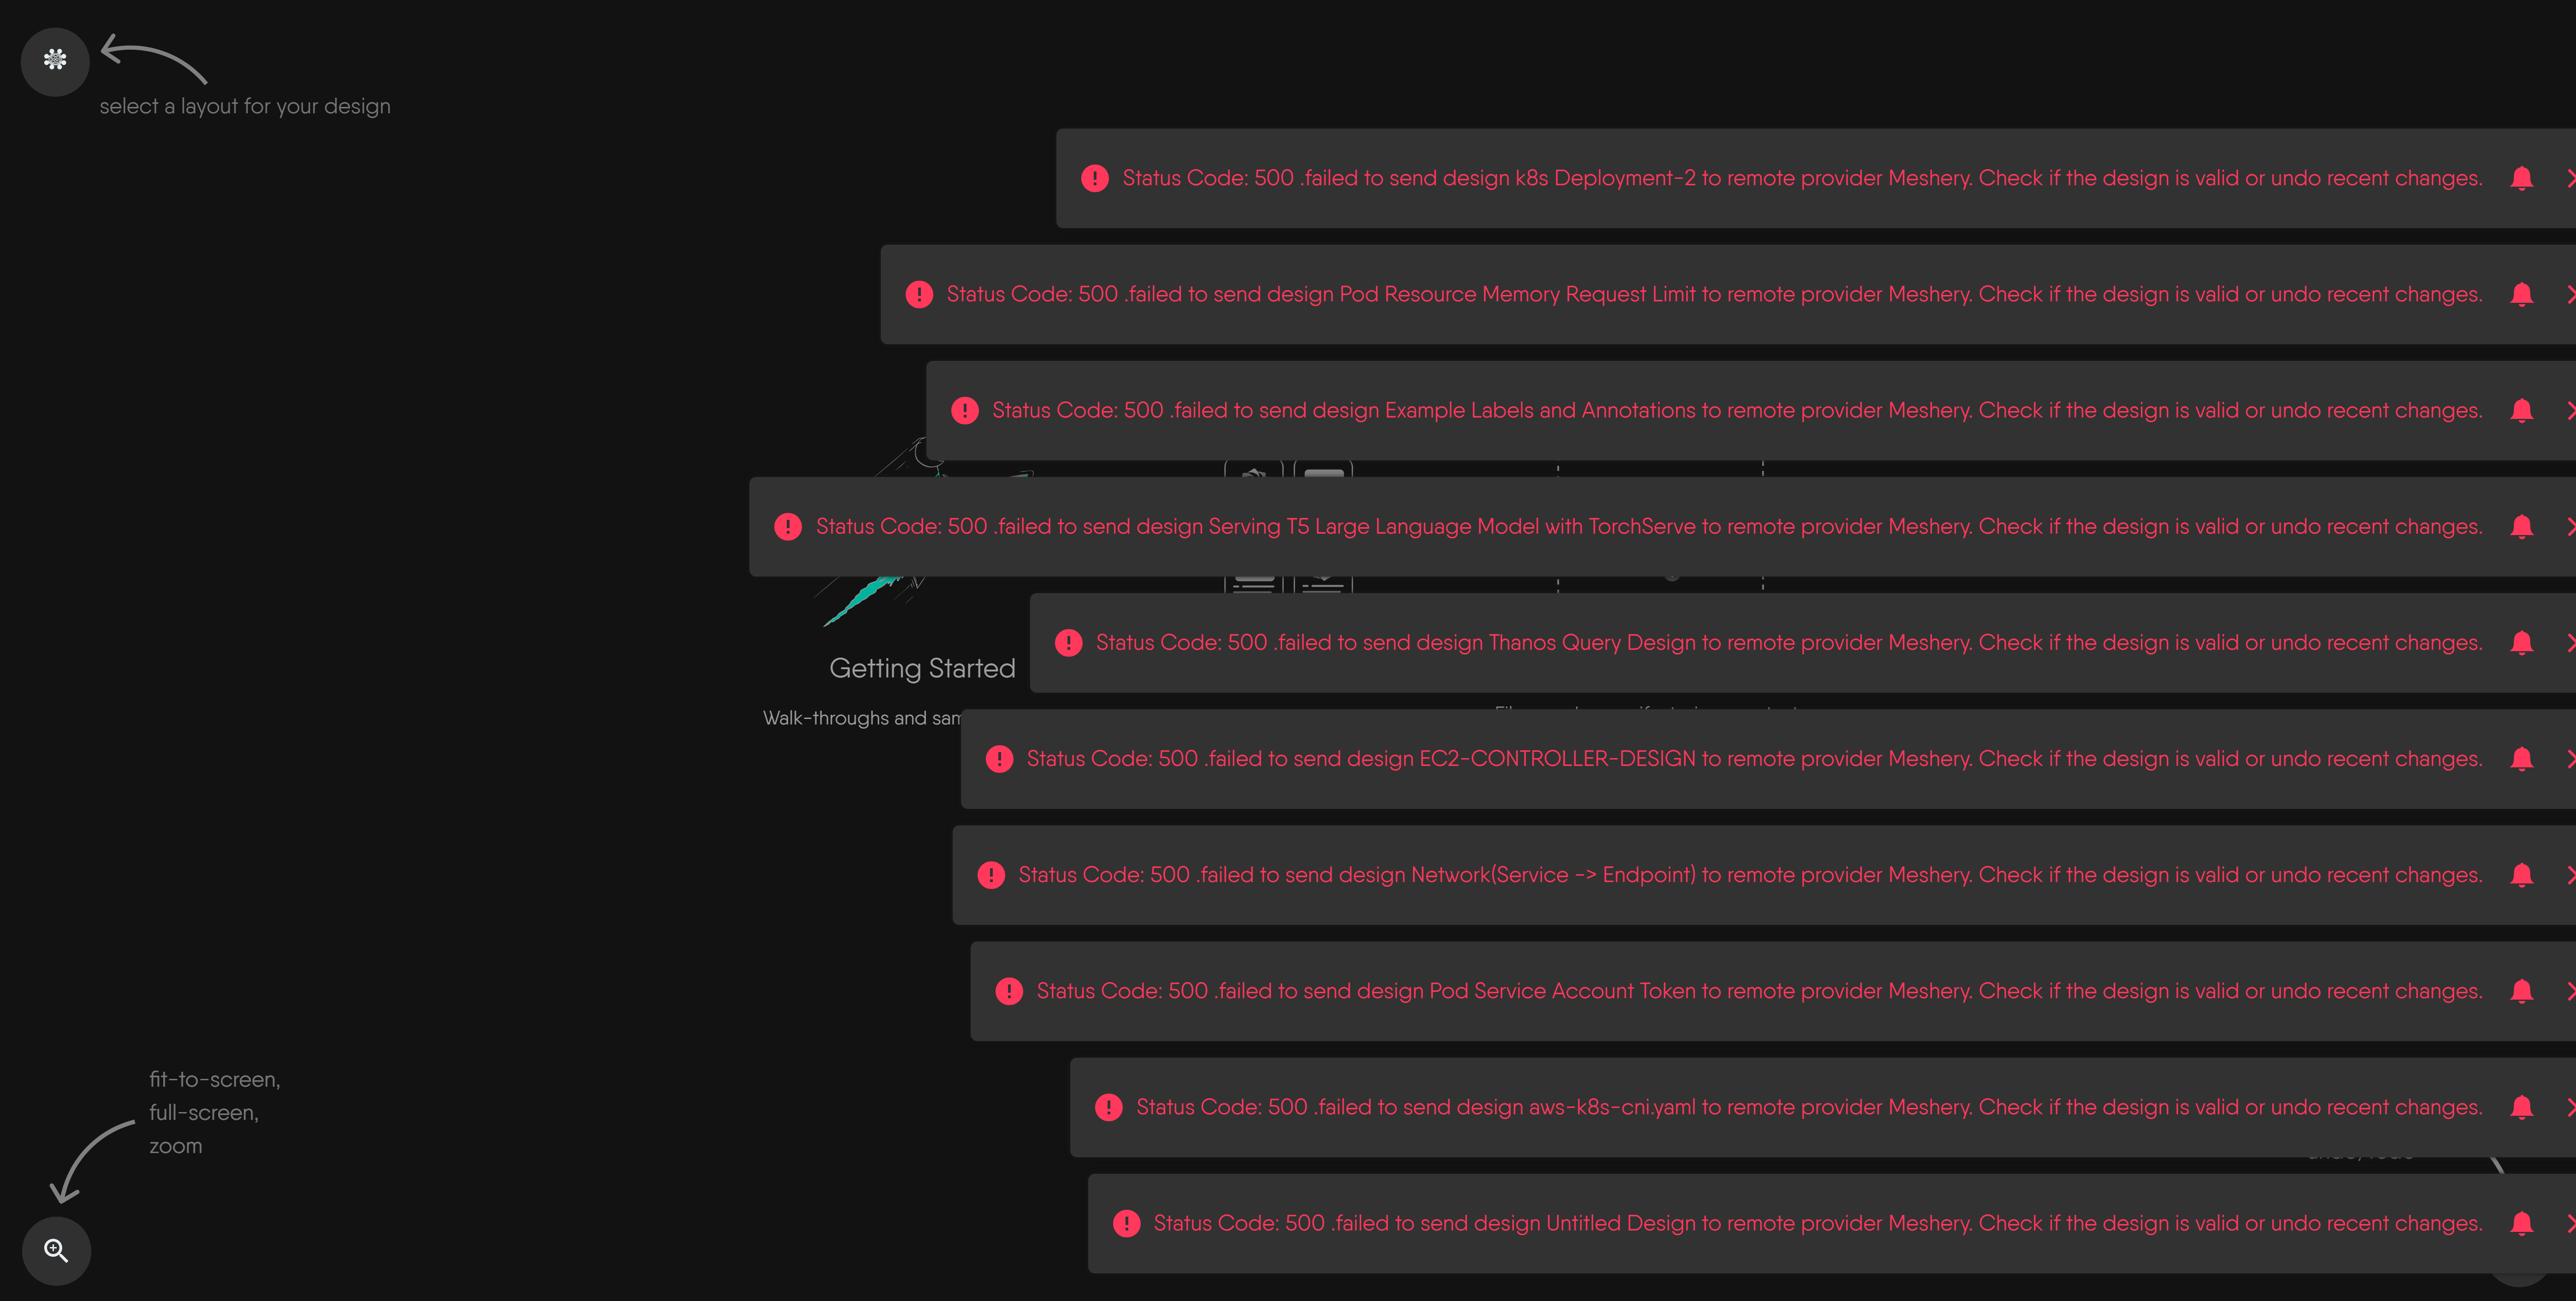 select a layout for your design
Status Code: 500 .failed to send design k8s Deployment-2 to remote provider Meshery. Check if the design is valid or undo recent changes.
Status Code: 500 .failed to send design Pod Resource Memory Request Limit to remote provider Meshery. Check if the design is valid or undo recent changes.
Status Code: 500 .failed to send design Example Labels and Annotations to remote provider Meshery. Check if the design is valid or undo recent changes.
Status Code: 500 .failed to send design Serving T5 Large Language Model with TorchServe to remote provider Meshery. Check if the design is valid or undo recent changes.
Status Code: 500 .failed to send design Thanos Query Design to remote provider Meshery. Check if the design is valid or undo recent changes.
Getting Started
Walk-throughs and sam
Status Code: 500 .failed to send design EC2-CONTROLLER-DESIGN to remote provider Meshery. Check if the design is valid or undo recent changes.
Status Code: 500 .failed to send design Network(Service -> Endpoint) to remote provider Meshery. Check if the design is valid or undo recent changes.
Status Code: 500 .failed to send design Pod Service Account Token to remote provider Meshery. Check if the design is valid or undo recent changes.
Status Code: 500 .failed to send design aws-k8s-cni.yaml to remote provider Meshery. Check if the design is valid or undo recent changes.
Status Code: 500 .failed to send design Untitled Design to remote provider Meshery. Check if the design is valid or undo recent changes.
fit-to-screen,
full-screen,
zoom